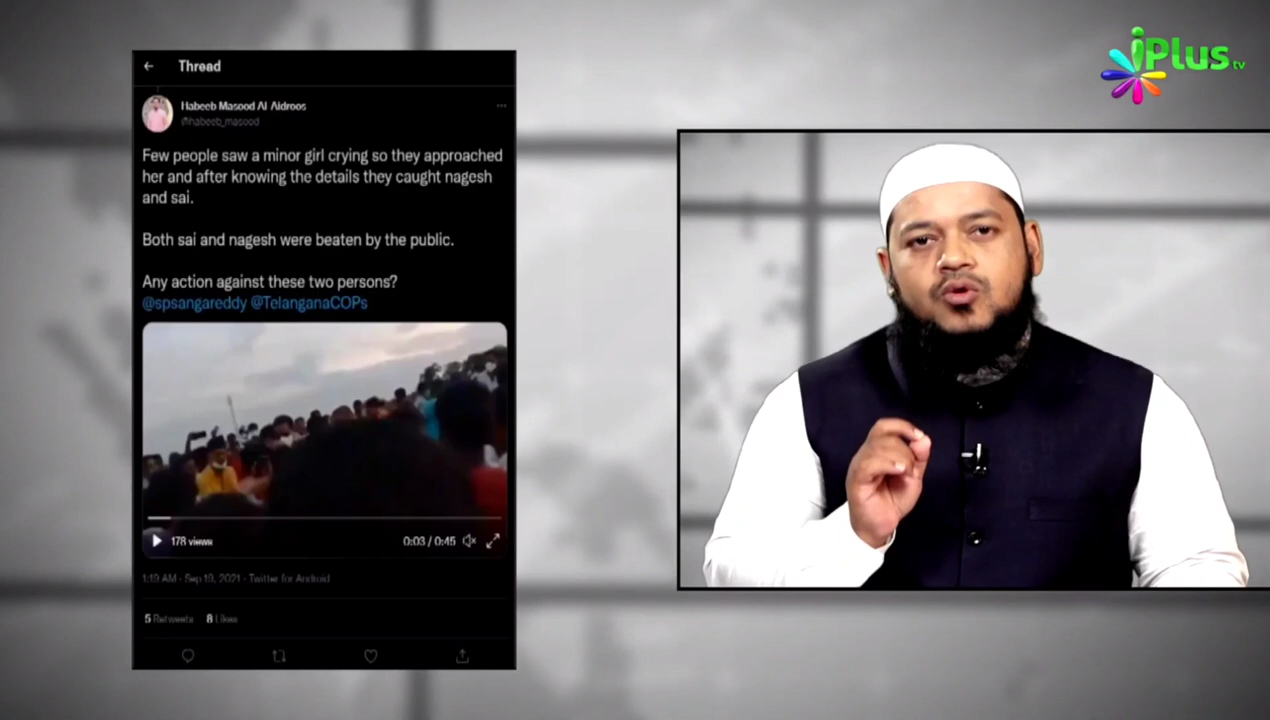 iPlus tv
Thread
Habeeb Masood Al Aidroos
@habeeb_masood
Few people saw a minor girl crying so they approached
her and after knowing the details they caught nagesh
and sai.
Both sai and nagesh were beaten by the public.
Any action against these two persons?
@spsangareddy @TelanganaCOPs
178 views
0:03 / 0:45
1:19 AM · Sep 19, 2021 · Twitter for Android
5 Retweets 8 Likes